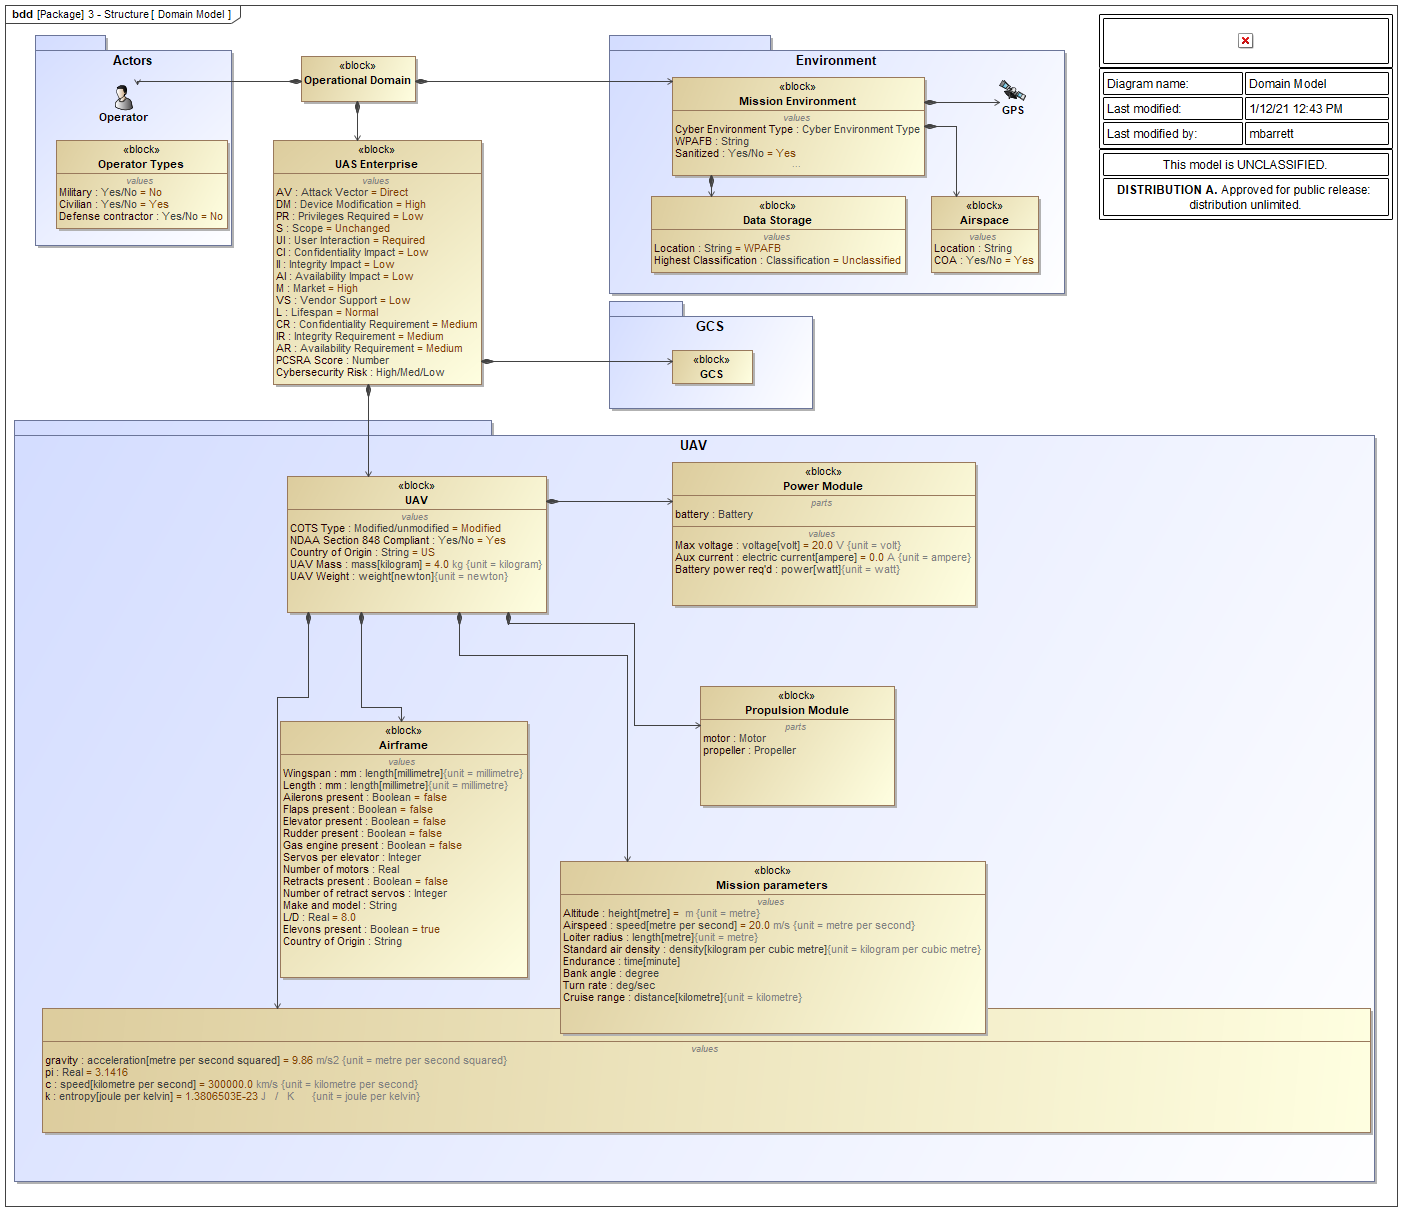 bdd [Package] 3 - Structure [ Domain Model ]
Diagram name: Domain Model
Last modified: 1/12/21 12:43 PM
Last modified by: mbarrett
This model is UNCLASSIFIED.
DISTRIBUTION A. Approved for public release:
distribution unlimited.
Actors
Operator
«block»
Operator Types
values
Military : Yes/No = No
Civilian : Yes/No = Yes
Defense contractor : Yes/No = No
«block»
Operational Domain
«block»
UAS Enterprise
values
AV : Attack Vector = Direct
DM : Device Modification = High
PR : Privileges Required = Low
S : Scope = Unchanged
UI : User Interaction = Required
CI : Confidentiality Impact = Low
II : Integrity Impact = Low
AI : Availability Impact = Low
M : Market = High
VS : Vendor Support = Low
L : Lifespan = Normal
CR : Confidentiality Requirement = Medium
IR : Integrity Requirement = Medium
AR : Availability Requirement = Medium
PCSRA Score : Number
Cybersecurity Risk : High/Med/Low
Environment
«block»
Mission Environment
values
Cyber Environment Type : Cyber Environment Type
WPAFB : String
Sanitized : Yes/No = Yes
...
GPS
«block»
Data Storage
values
Location : String = WPAFB
Highest Classification : Classification = Unclassified
«block»
Airspace
values
Location : String
COA : Yes/No = Yes
GCS
«block»
GCS
UAV
«block»
UAV
values
COTS Type : Modified/unmodified = Modified
NDAA Section 848 Compliant : Yes/No = Yes
Country of Origin : String = US
UAV Mass : mass[kilogram] = 4.0 kg {unit = kilogram}
UAV Weight : weight[newton]{unit = newton}
«block»
Power Module
parts
battery : Battery
values
Max voltage : voltage[volt] = 20.0 V {unit = volt}
Aux current : electric current[ampere] = 0.0 A {unit = ampere}
Battery power req'd : power[watt]{unit = watt}
«block»
Propulsion Module
parts
motor : Motor
propeller : Propeller
«block»
Airframe
values
Wingspan : mm : length[millimetre]{unit = millimetre}
Length : mm : length[millimetre]{unit = millimetre}
Ailerons present : Boolean = false
Flaps present : Boolean = false
Elevator present : Boolean = false
Rudder present : Boolean = false
Gas engine present : Boolean = false
Servos per elevator : Integer
Number of motors : Real
Retracts present : Boolean = false
Number of retract servos : Integer
Make and model : String
L/D : Real = 8.0
Elevons present : Boolean = true
Country of Origin : String
«block»
Mission parameters
values
Altitude : height[metre] = m {unit = metre}
Airspeed : speed[metre per second] = 20.0 m/s {unit = metre per second}
Loiter radius : length[metre]{unit = metre}
Standard air density : density[kilogram per cubic metre]{unit = kilogram per cubic metre}
Endurance : time[minute]
Bank angle : degree
Turn rate : deg/sec
Cruise range : distance[kilometre]{unit = kilometre}
values
gravity : acceleration[metre per second squared] = 9.86 m/s2 {unit = metre per second squared}
pi : Real = 3.1416
c : speed[kilometre per second] = 300000.0 km/s {unit = kilometre per second}
k : entropy[joule per kelvin] = 1.3806503E-23 J / K {unit = joule per kelvin}